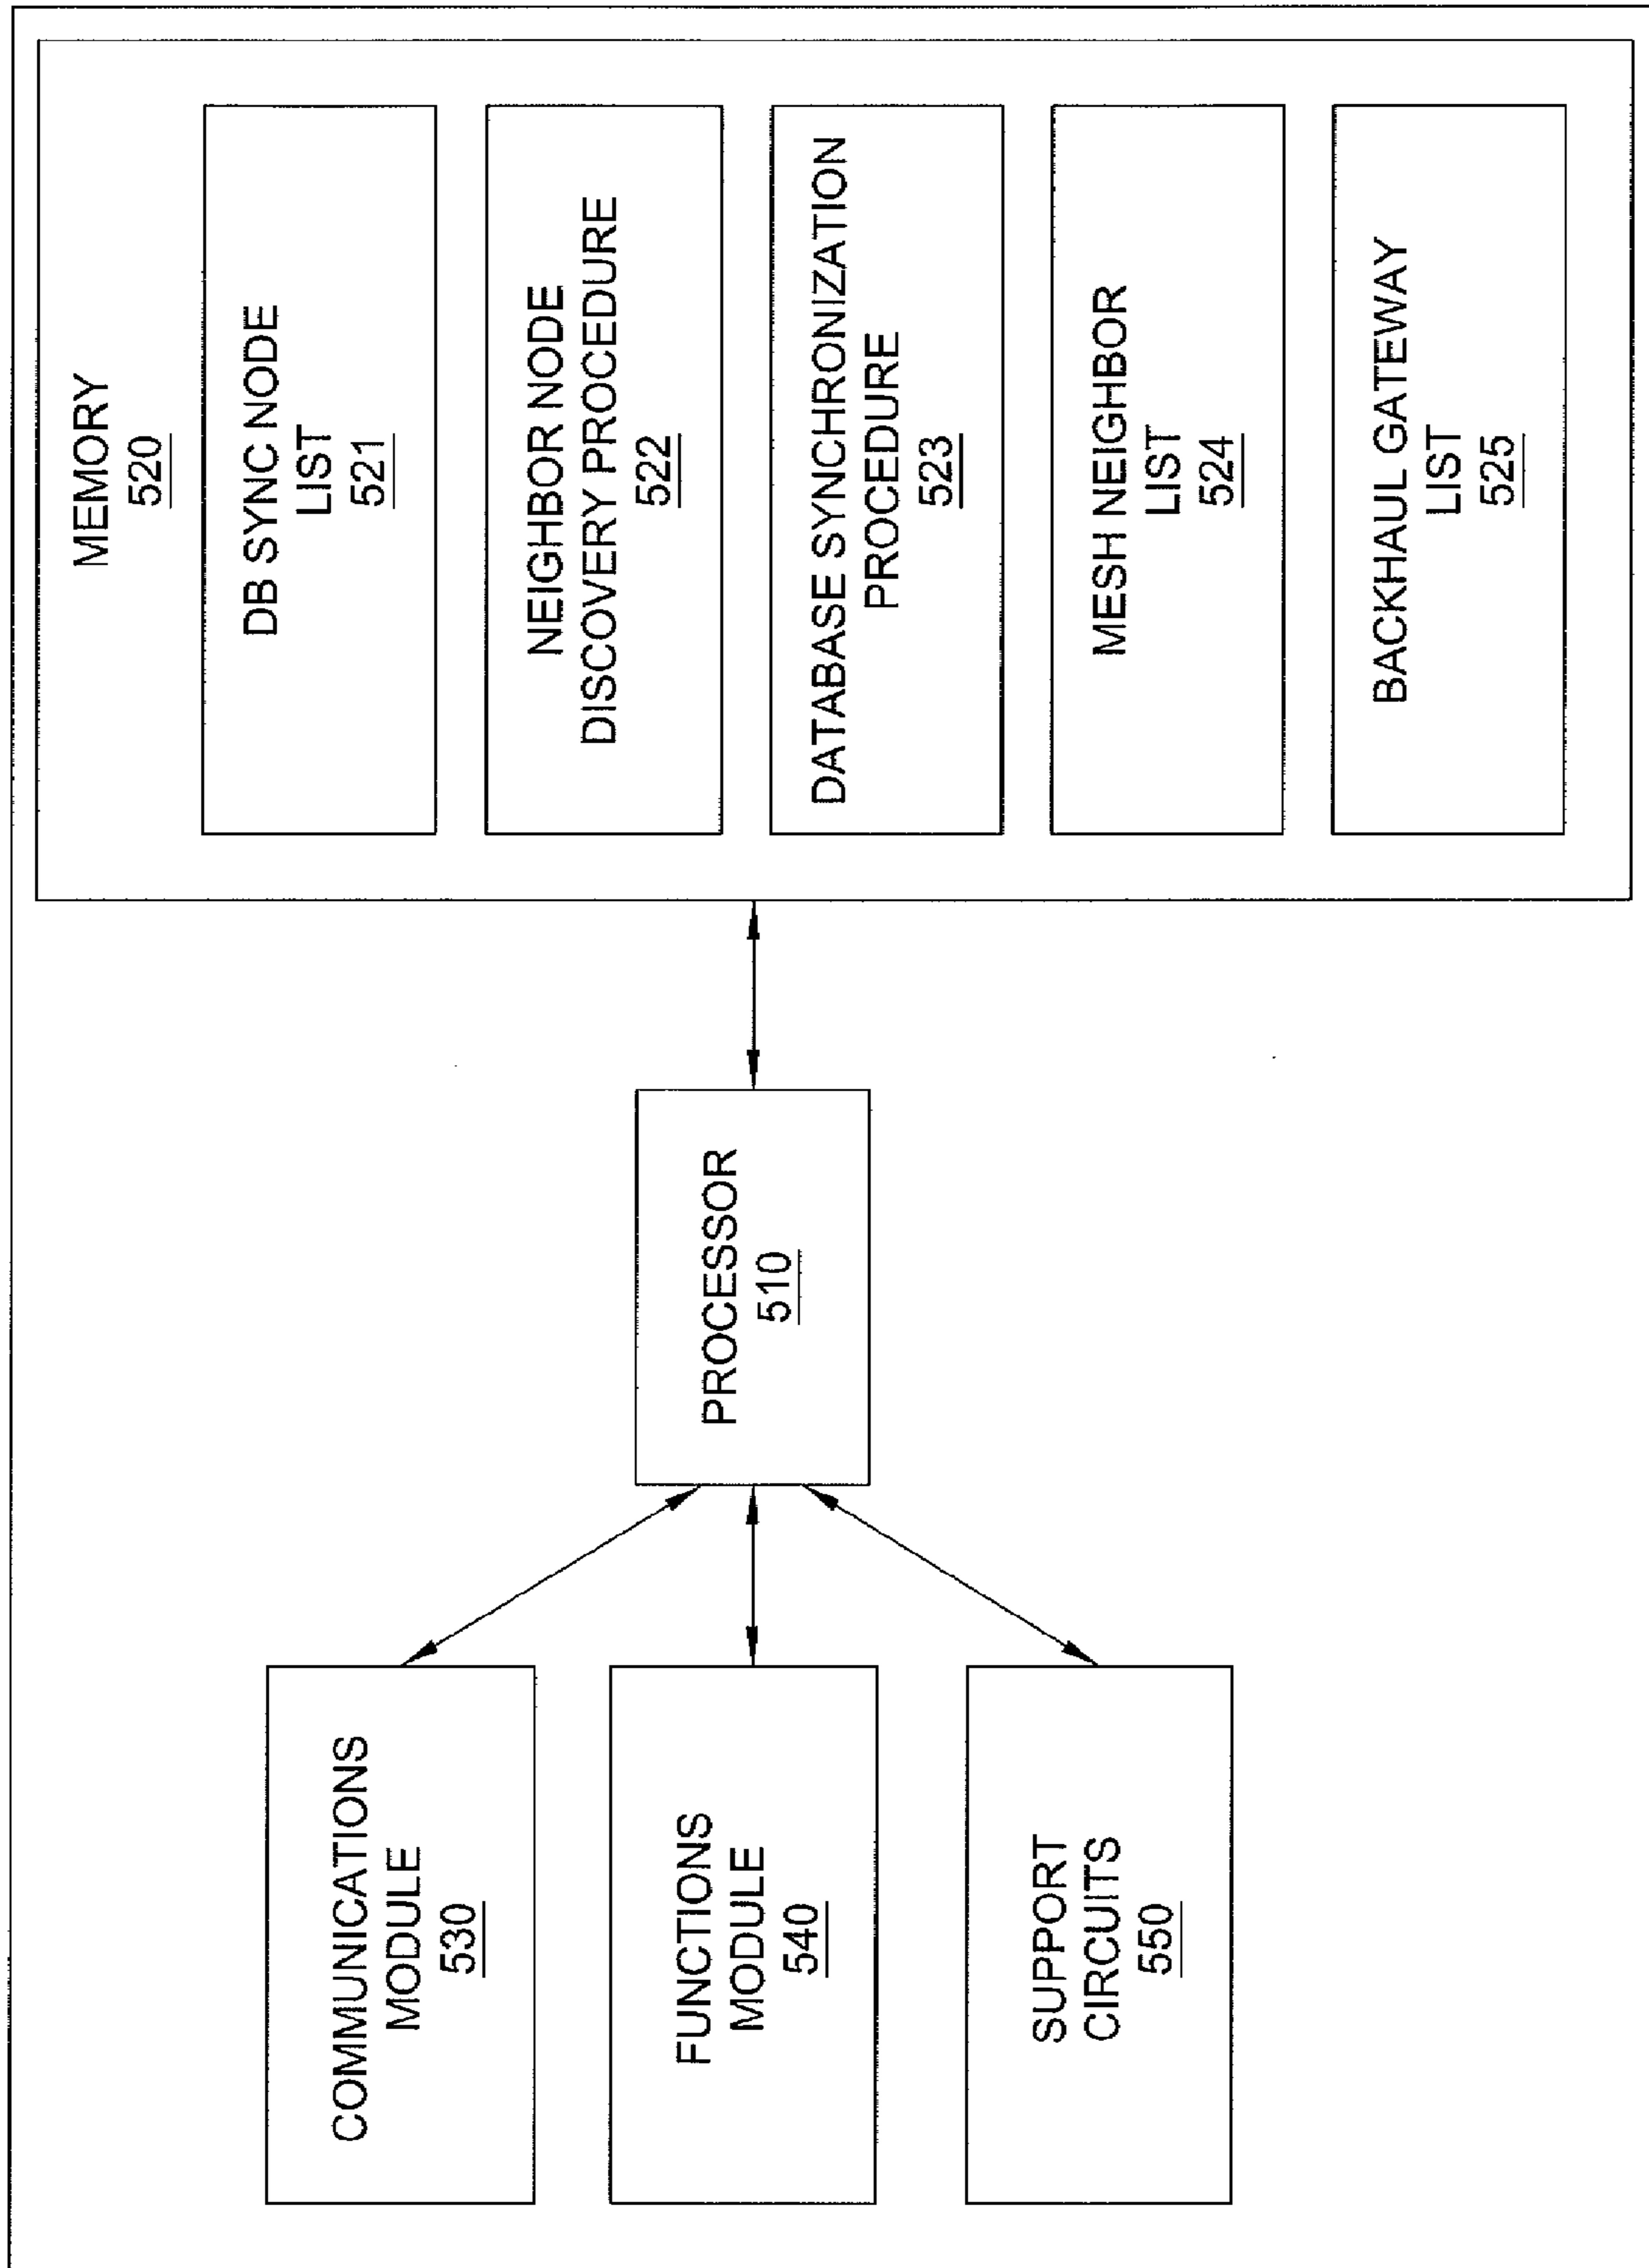 COMMUNICATIONS
MODULE
530
FUNCTIONS
MODULE
540
SUPPORT
CIRCUITS
550
PROCESSOR
510
MEMORY
520
DB SYNC NODE
LIST
521
NEIGHBOR NODE
DISCOVERY PROCEDURE
522
DATABASE SYNCHRONIZATION
PROCEDURE
523
MESH NEIGHBOR
LIST
524
BACKHAUL GATEWAY
LIST
525